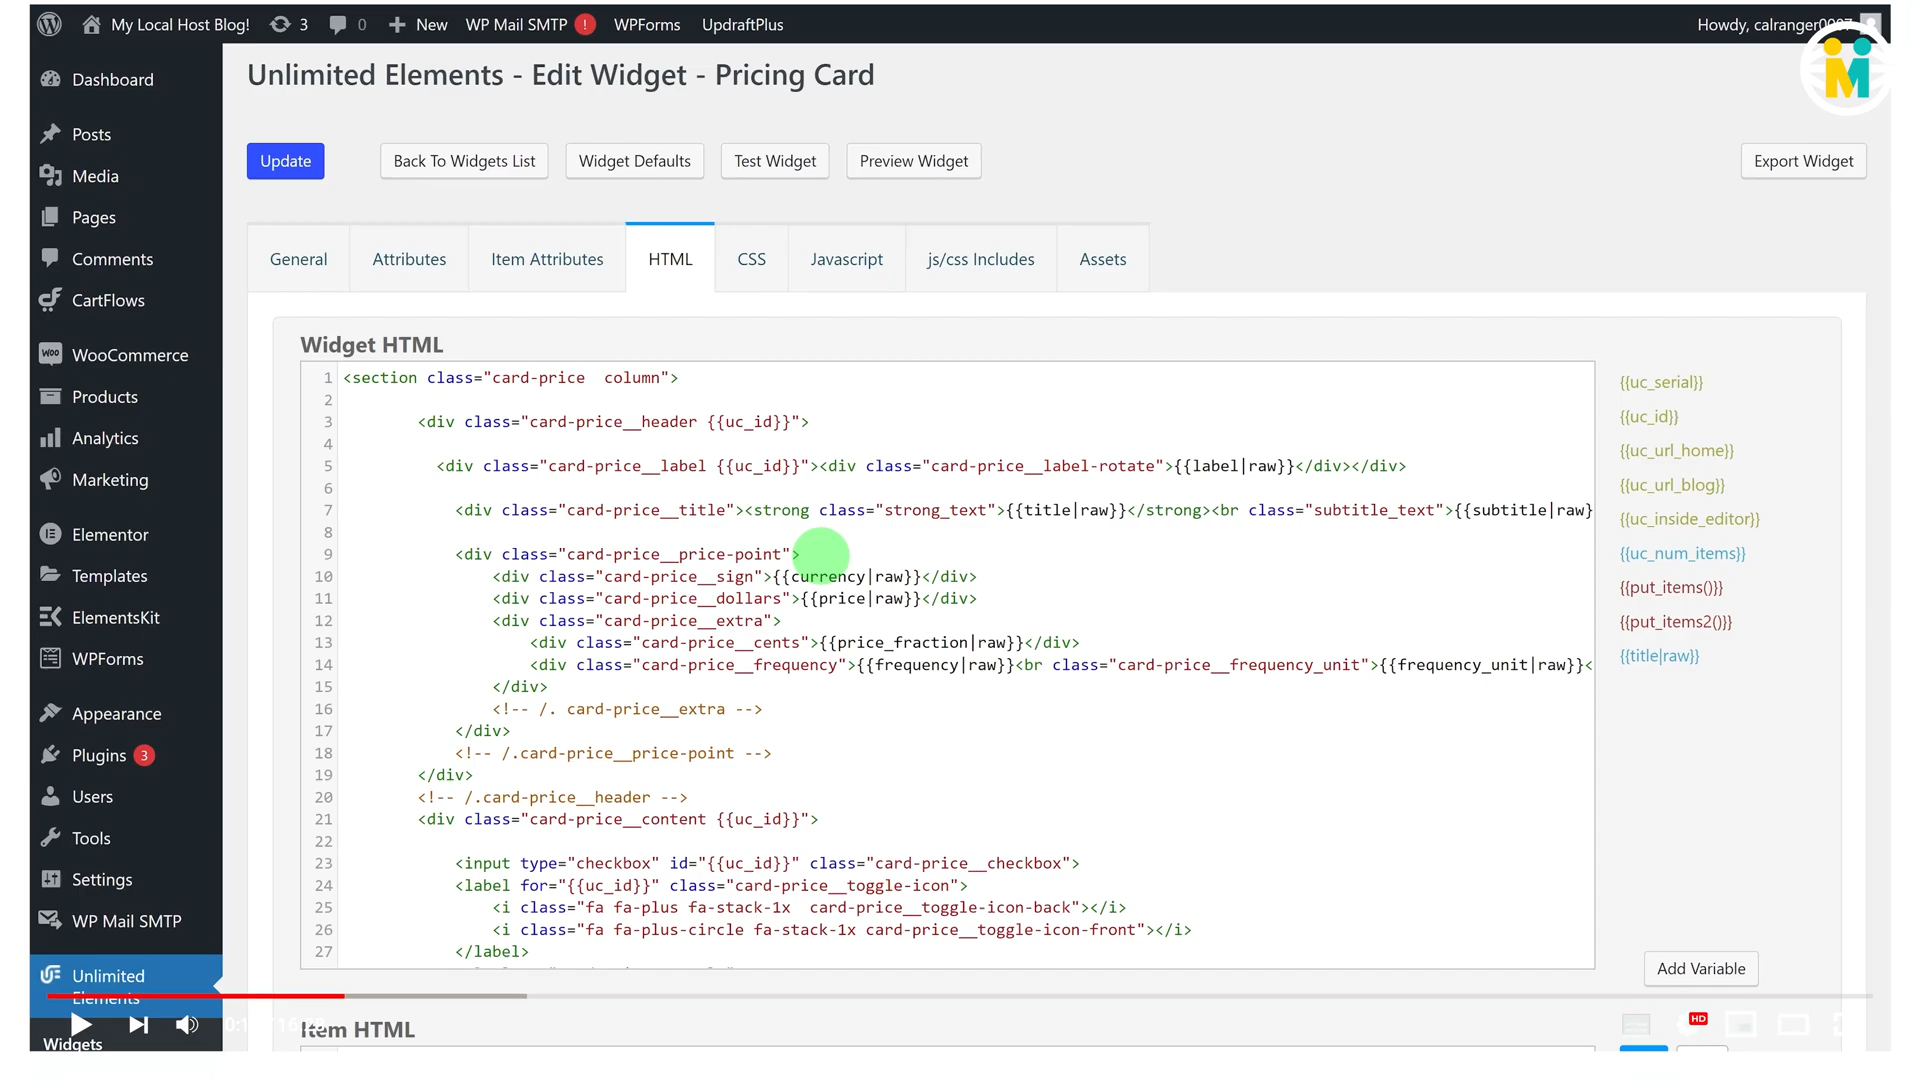 My Local Host Blog! 3 0 New WP Mail SMTP ! WPForms UpdraftPlus
Howdy,
Dashboard
Posts
Media
Pages
Comments
CartFlows
WooCommerce
Products
Analytics
Marketing
Elementor
Templates
ElementsKit
WPForms
Appearance
Plugins 3
Users
Tools
Settings
WP Mail SMTP
Unlimited
Elements
Widgets
Unlimited Elements - Edit Widget - Pricing Card
Update Back To Widgets List Widget Defaults Test Widget Preview Widget Export Widget
General Attributes Item Attributes HTML CSS Javascript js/css Includes Assets
Widget HTML
1 <section class="card-price  column">
2
3 <div class="card-price__header {{uc_id}}">
4
5 <div class="card-price__label {{uc_id}}"><div class="card-price__label-rotate">{{label|raw}}</div></div>
6
7 <div class="card-price__title"><strong class="strong_text">{{title|raw}}</strong><br class="subtitle_text">{{subtitle|raw}
8
9 <div class="card-price__price-point">
10 <div class="card-price__sign">{{currency|raw}}</div>
11 <div class="card-price__dollars">{{price|raw}}</div>
12 <div class="card-price__extra">
13 <div class="card-price__cents">{{price_fraction|raw}}</div>
14 <div class="card-price__frequency">{{frequency|raw}}<br class="card-price__frequency_unit">{{frequency_unit|raw}}<
15 </div>
16 <!-- /. card-price__extra -->
17 </div>
18 <!-- /.card-price__price-point -->
19 </div>
20 <!-- /.card-price__header -->
21 <div class="card-price__content {{uc_id}}">
22
23 <input type="checkbox" id="{{uc_id}}" class="card-price__checkbox">
24 <label for="{{uc_id}}" class="card-price__toggle-icon">
25 <i class="fa fa-plus fa-stack-1x  card-price__toggle-icon-back"></i>
26 <i class="fa fa-plus-circle fa-stack-1x card-price__toggle-icon-front"></i>
27 </label>
{{uc_serial}}
{{uc_id}}
{{uc_url_home}}
{{uc_url_blog}}
{{uc_inside_editor}}
{{uc_num_items}}
{{put_items()}}
{{put_items2()}}
{{title|raw}}
Add Variable
Item HTML
HD
M